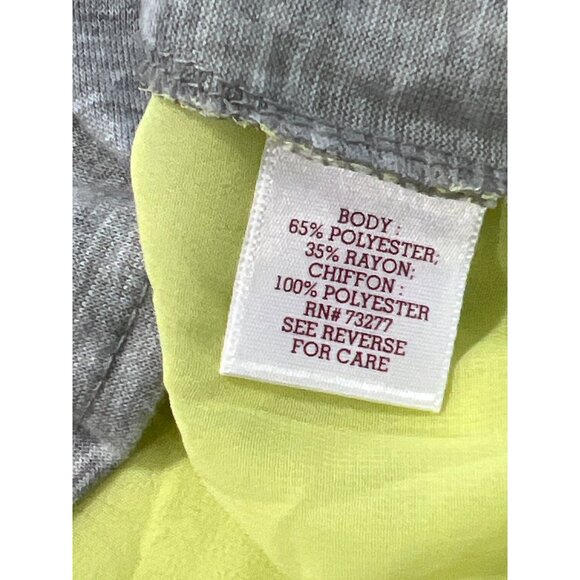 BODY :
65% POLYESTER;
35% RAYON;
CHIFFON :
100% POLYESTER
RN# 73277
SEE REVERSE
FOR CARE